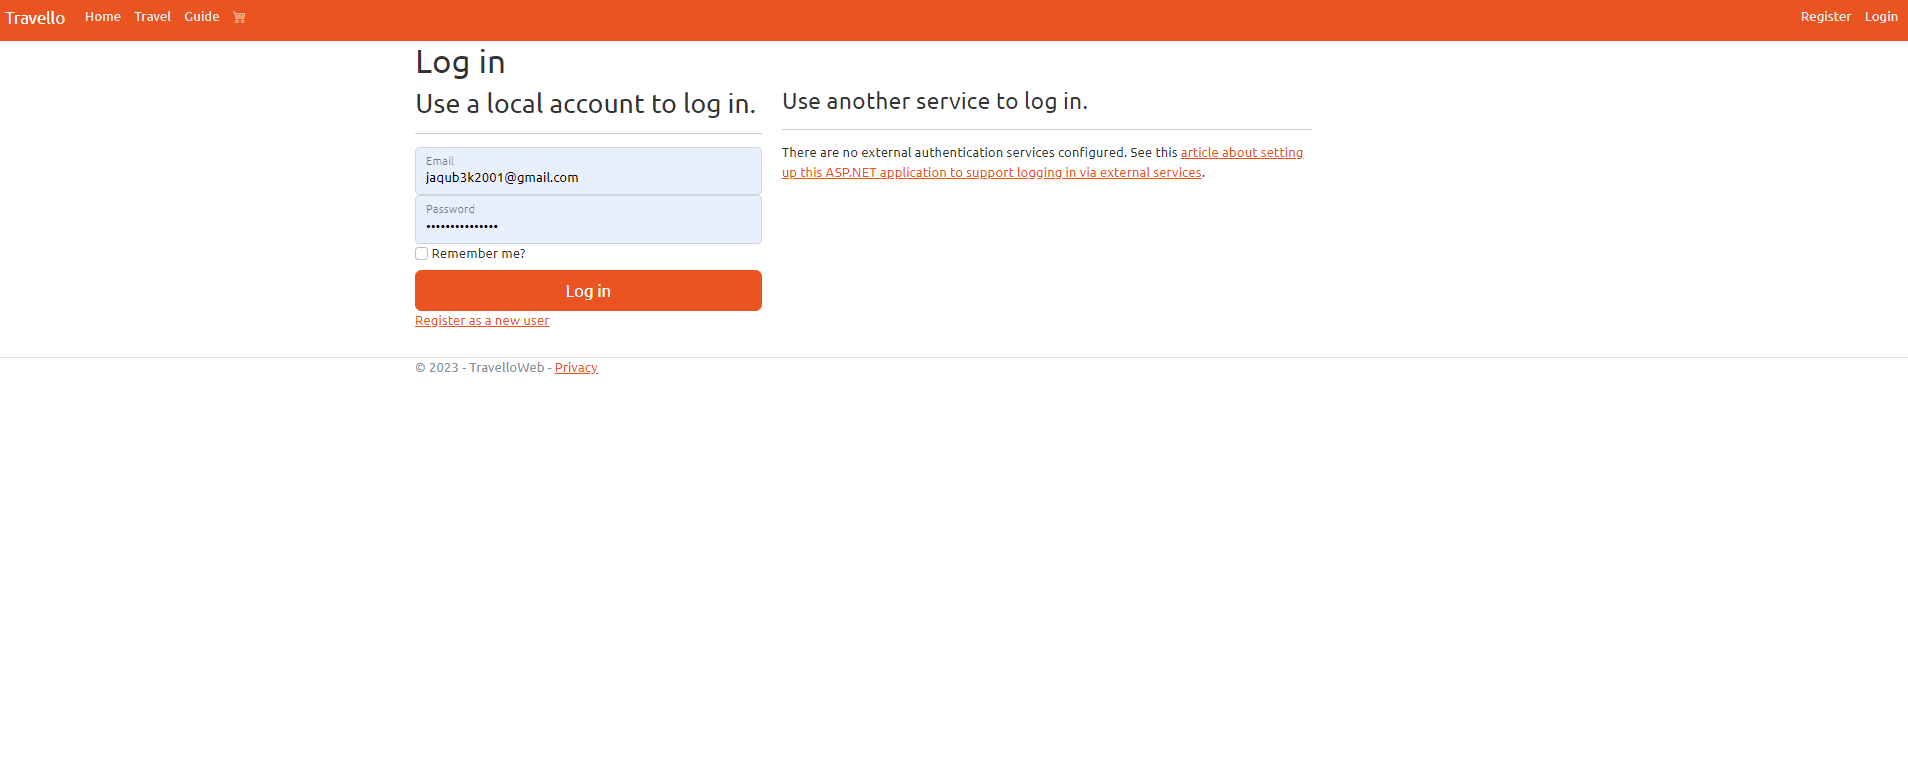 Travello Home Travel Guide Register Login
Log in
Use a local account to log in.
Email
jaqub3k2001@gmail.com
Password
•••••••••••••••
Remember me?
Log in
Register as a new user
Use another service to log in.
There are no external authentication services configured. See this article about setting
up this ASP.NET application to support logging in via external services.
© 2023 - TravelloWeb - Privacy